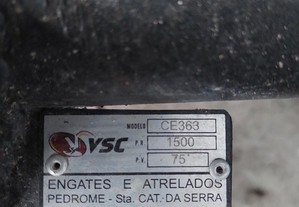 MODELO CE363
VSC P.R 1500
P.V. 75
ENGATES E ATRELADOS
PEDROME - Sta. CAT. DA SERRA